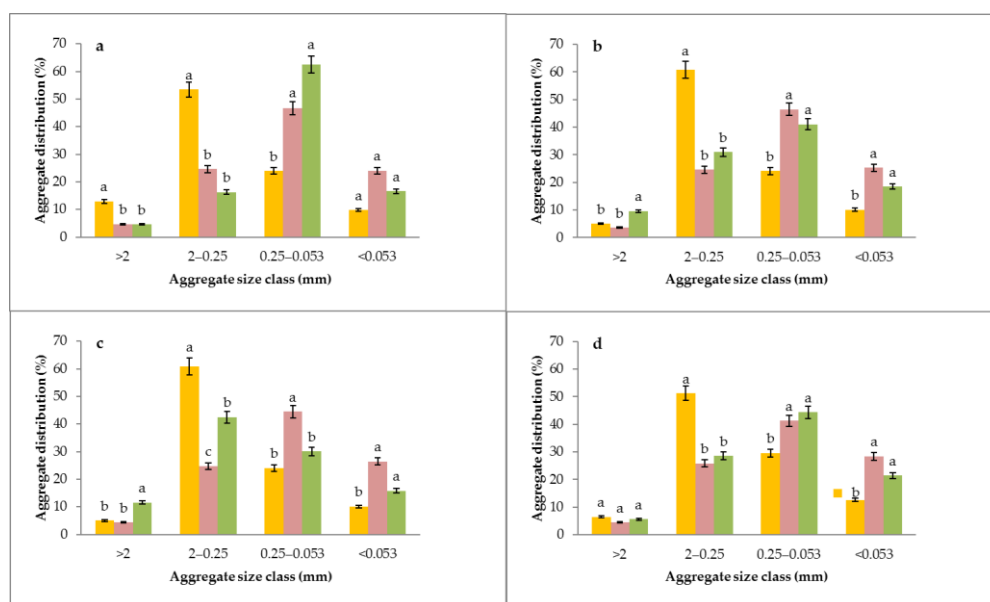 a
Aggregate distribution (%)
70
60
50
40
30
20
10
0
a b b
a b b
b a a
a a a
>2 2–0.25 0.25–0.053 <0.053
Aggregate size class (mm)
b
Aggregate distribution (%)
70
60
50
40
30
20
10
0
b b a
a b b
b a a
b a a
>2 2–0.25 0.25–0.053 <0.053
Aggregate size class (mm)
c
Aggregate distribution (%)
70
60
50
40
30
20
10
0
b b a
a c b
b a b
b a a
>2 2–0.25 0.25–0.053 <0.053
Aggregate size class (mm)
d
Aggregate distribution (%)
70
60
50
40
30
20
10
0
a a a
a b b
b a a
b a a
>2 2–0.25 0.25–0.053 <0.053
Aggregate size class (mm)